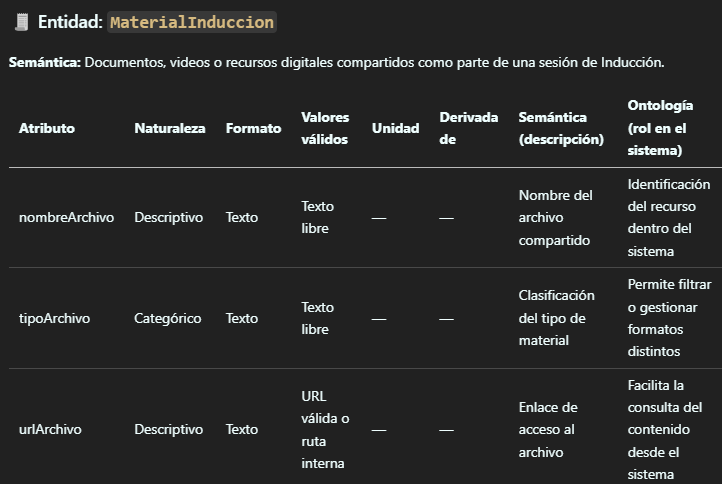 Entidad: MaterialInduccion
Semántica: Documentos, videos o recursos digitales compartidos como parte de una sesión de Inducción.
Atributo
Naturaleza
Formato
Valores
válidos
Unidad
Derivada
de
Semántica
(descripción)
Ontología
(rol en el
sistema)
nombreArchivo
Descriptivo
Texto
Texto
libre
—
—
Nombre del
archivo
compartido
Identificación
del recurso
dentro del
sistema
tipoArchivo
Categórico
Texto
Texto
libre
—
—
Clasificación
del tipo de
material
Permite filtrar
o gestionar
formatos
distintos
urlArchivo
Descriptivo
Texto
URL
válida o
ruta
interna
—
—
Enlace de
acceso al
archivo
Facilita la
consulta del
contenido
desde el
sistema